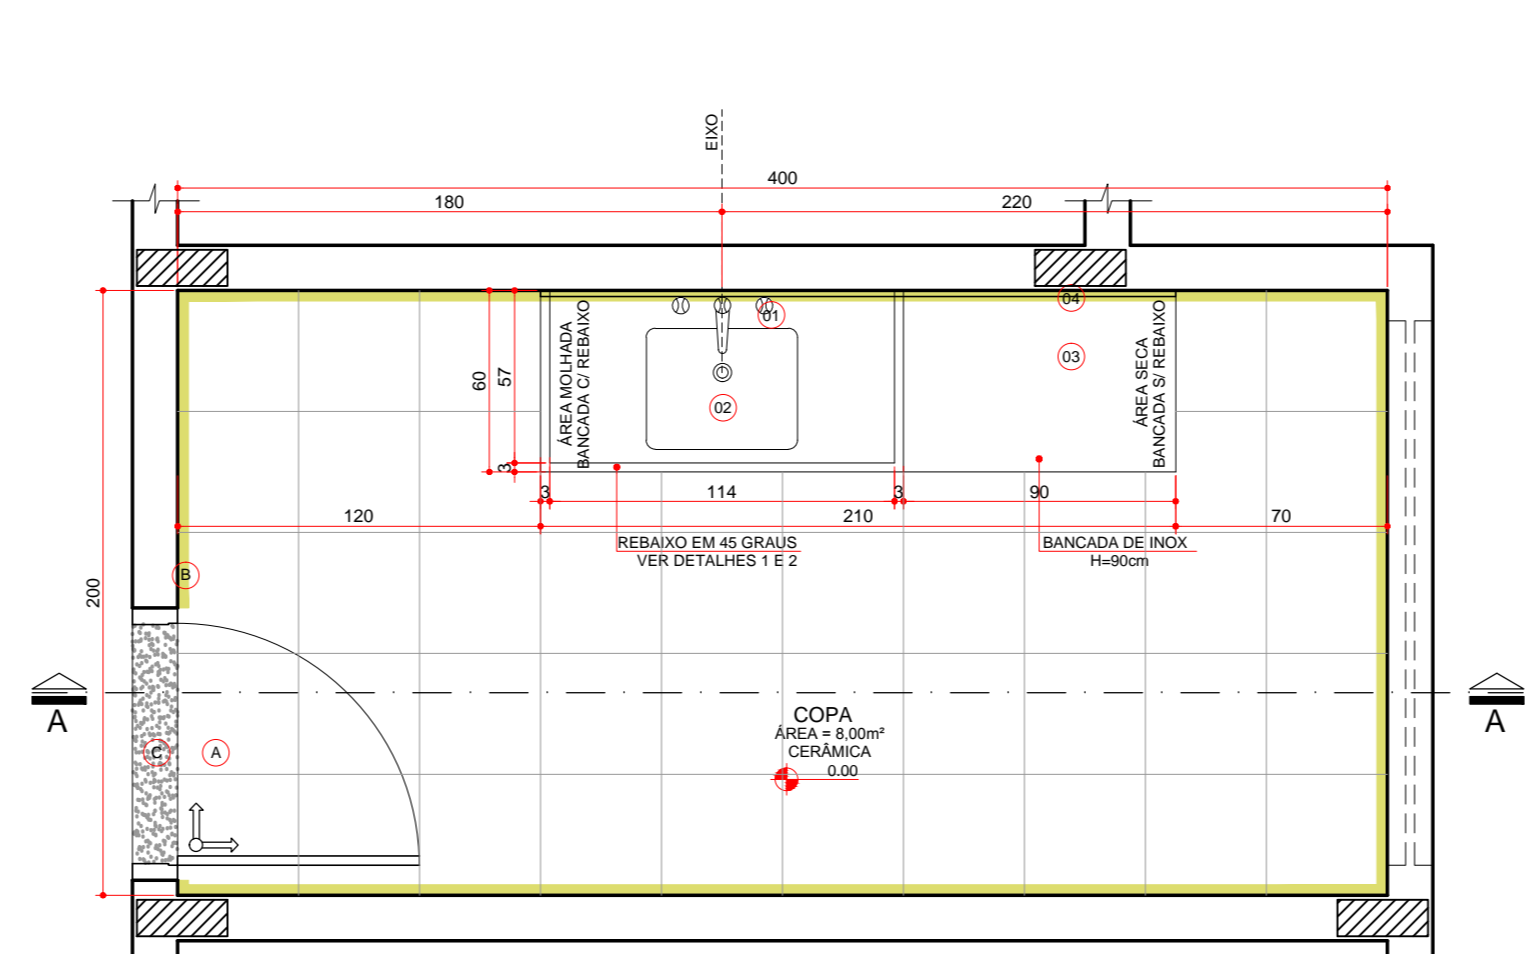 EIXO
400
180
220
01
04
03
02
ÁREA MOLHADA
BANCADA C/ REBAIXO
ÁREA SECA
BANCADA S/ REBAIXO
60
57
3
3
114
3
90
120
210
70
REBAIXO EM 45 GRAUS
VER DETALHES 1 E 2
BANCADA DE INOX
H=90cm
B
200
A
A
C
A
COPA
ÁREA = 8,00m²
CERÂMICA
0.00